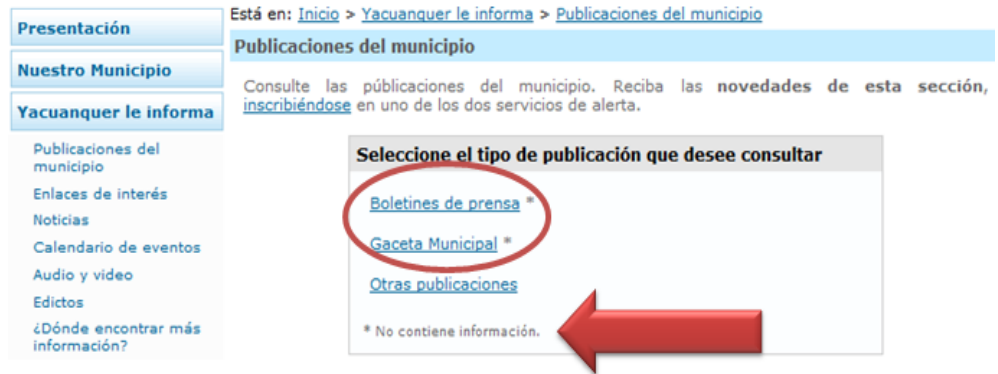 Está en: Inicio > Yacuanquer le informa > Publicaciones del municipio
Presentación
Nuestro Municipio
Yacuanquer le informa
Publicaciones del
municipio
Enlaces de interés
Noticias
Calendario de eventos
Audio y video
Edictos
¿Dónde encontrar más
información?
Publicaciones del municipio
Consulte las públicaciones del municipio. Reciba las novedades de esta sección,
inscribiéndose en uno de los dos servicios de alerta.
Seleccione el tipo de publicación que desee consultar
Boletines de prensa *
Gaceta Municipal *
Otras publicaciones
* No contiene información.